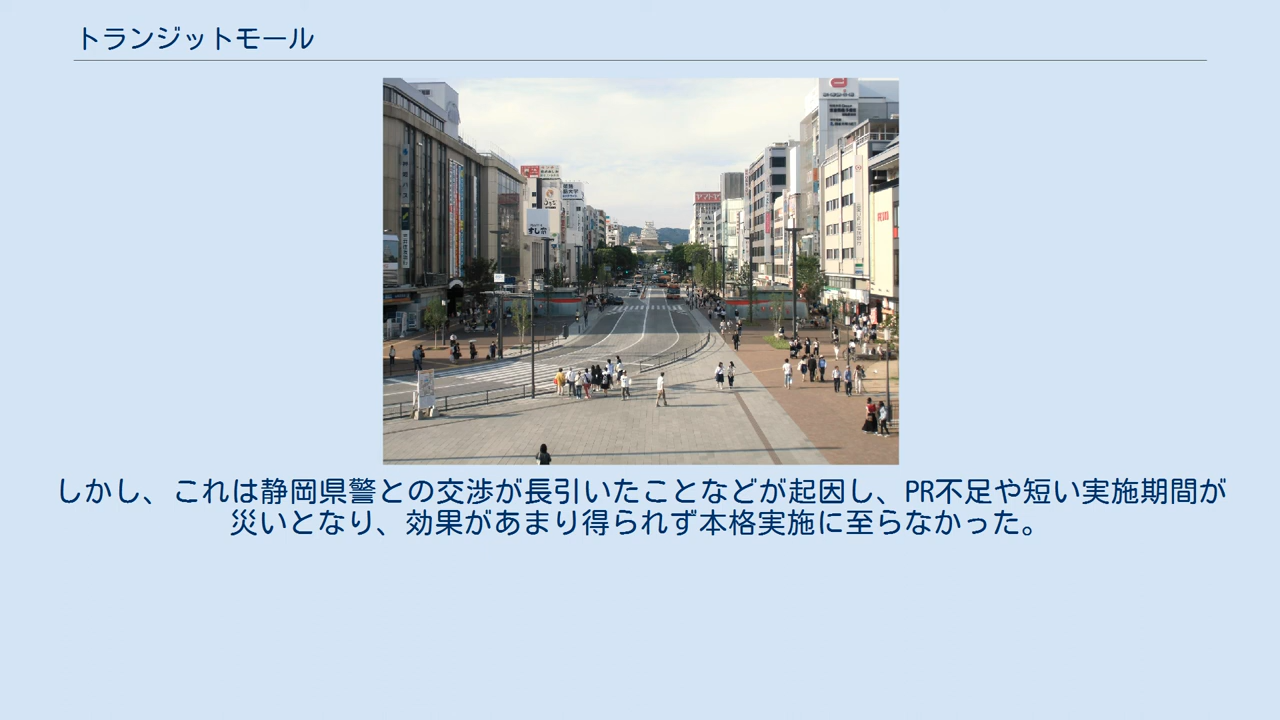 トランジットモール
しかし、これは静岡県警との交渉が長引いたことなどが起因し、PR不足や短い実施期間が
災いとなり、効果があまり得られず本格実施に至らなかった。